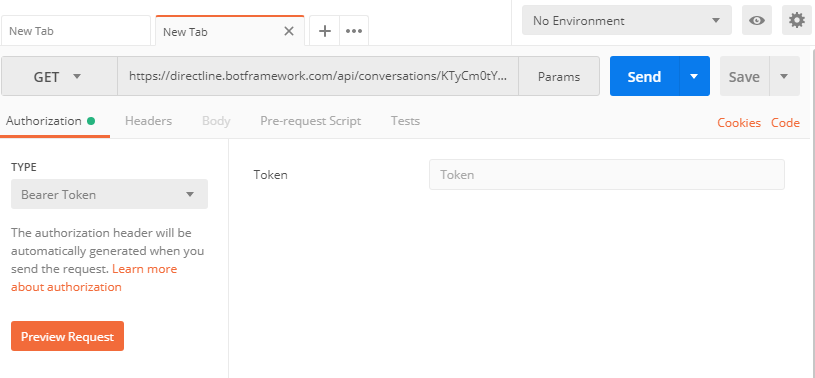 New Tab
New Tab
No Environment
GET
https://directline.botframework.com/api/conversations/KTyCm0tY...
Params
Send
Save
Authorization
Headers
Body
Pre-request Script
Tests
Cookies
Code
TYPE
Bearer Token
The authorization header will be
automatically generated when you
send the request. Learn more
about authorization
Preview Request
Token
Token